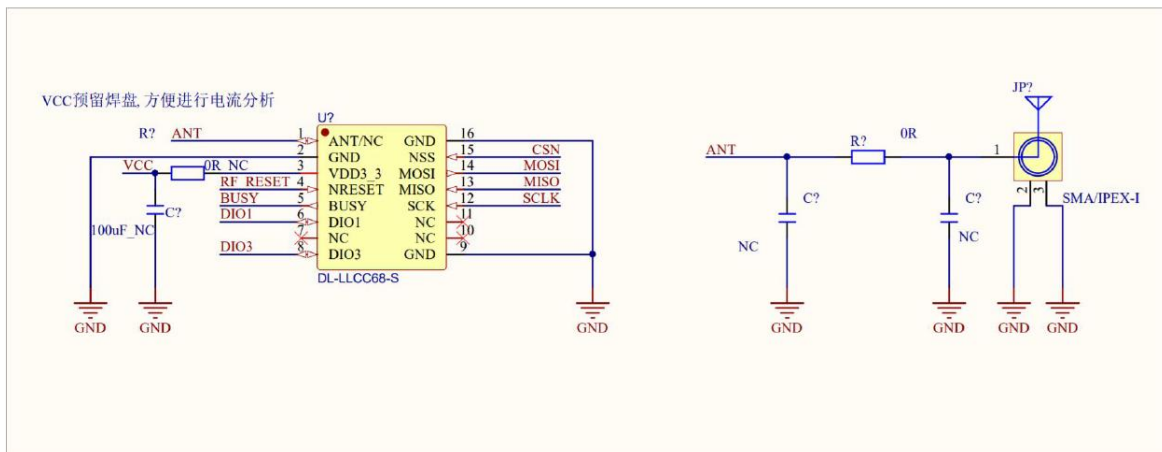 VCC预留焊盘,方便进行电流分析
U?
R?
ANT
1
ANT/NC
GND
16
2
GND
NSS
15
CSN
VCC
0R_NC
3
VDD3_3
MOSI
14
MOSI
RF_RESET
4
NRESET
MISO
13
MISO
BUSY
5
BUSY
SCK
12
SCLK
C?
DIO1
6
DIO1
NC
11
100uF_NC
7
NC
NC
10
DIO3
8
DIO3
GND
9
DL-LLCC68-S
GND
GND
GND
JP?
R?
0R
ANT
1
2
3
C?
C?
SMA/IPEX-I
NC
NC
GND
GND
GND
GND